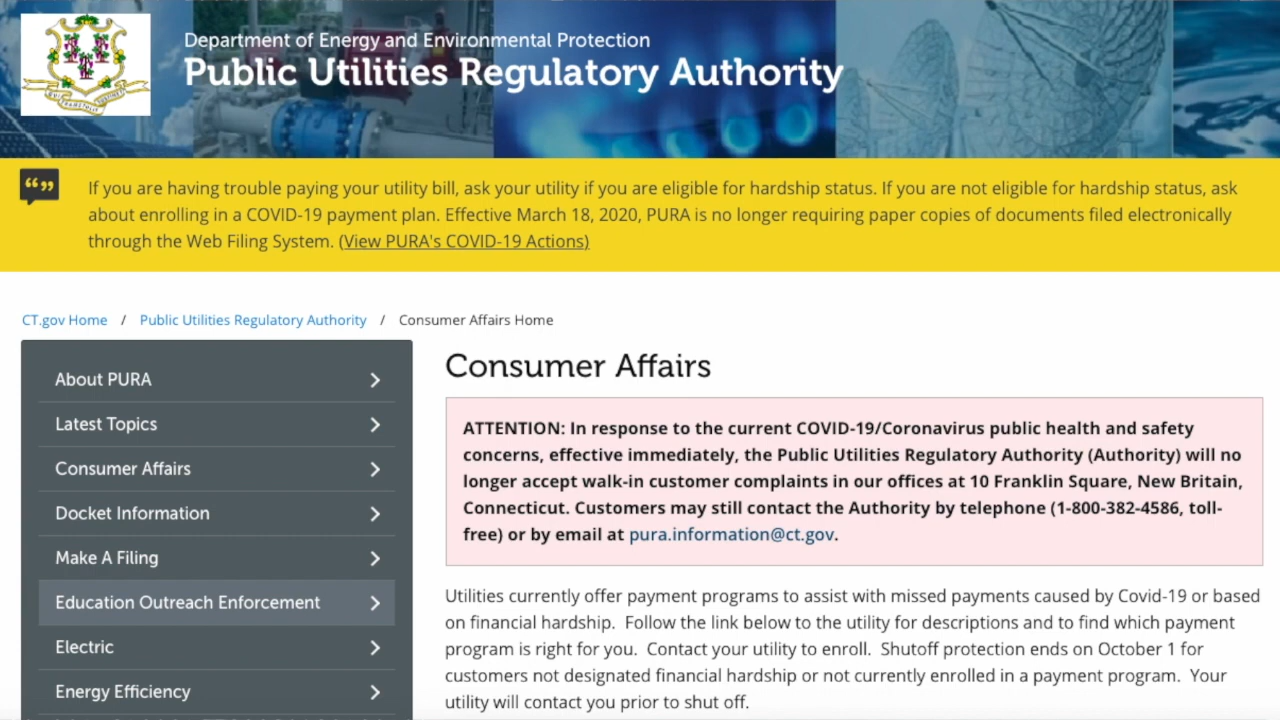 Department of Energy and Environmental Protection
Public Utilities Regulatory Authority
If you are having trouble paying your utility bill, ask your utility if you are eligible for hardship status. If you are not eligible for hardship status, ask
about enrolling in a COVID-19 payment plan. Effective March 18, 2020, PURA is no longer requiring paper copies of documents filed electronically
through the Web Filing System. (View PURA's COVID-19 Actions)
CT.gov Home / Public Utilities Regulatory Authority / Consumer Affairs Home
About PURA
Latest Topics
Consumer Affairs
Docket Information
Make A Filing
Education Outreach Enforcement
Electric
Energy Efficiency
Consumer Affairs
ATTENTION: In response to the current COVID-19/Coronavirus public health and safety
concerns, effective immediately, the Public Utilities Regulatory Authority (Authority) will no
longer accept walk-in customer complaints in our offices at 10 Franklin Square, New Britain,
Connecticut. Customers may still contact the Authority by telephone (1-800-382-4586, toll-
free) or by email at pura.information@ct.gov.
Utilities currently offer payment programs to assist with missed payments caused by Covid-19 or based
on financial hardship. Follow the link below to the utility for descriptions and to find which payment
program is right for you. Contact your utility to enroll. Shutoff protection ends on October 1 for
customers not designated financial hardship or not currently enrolled in a payment program. Your
utility will contact you prior to shut off.